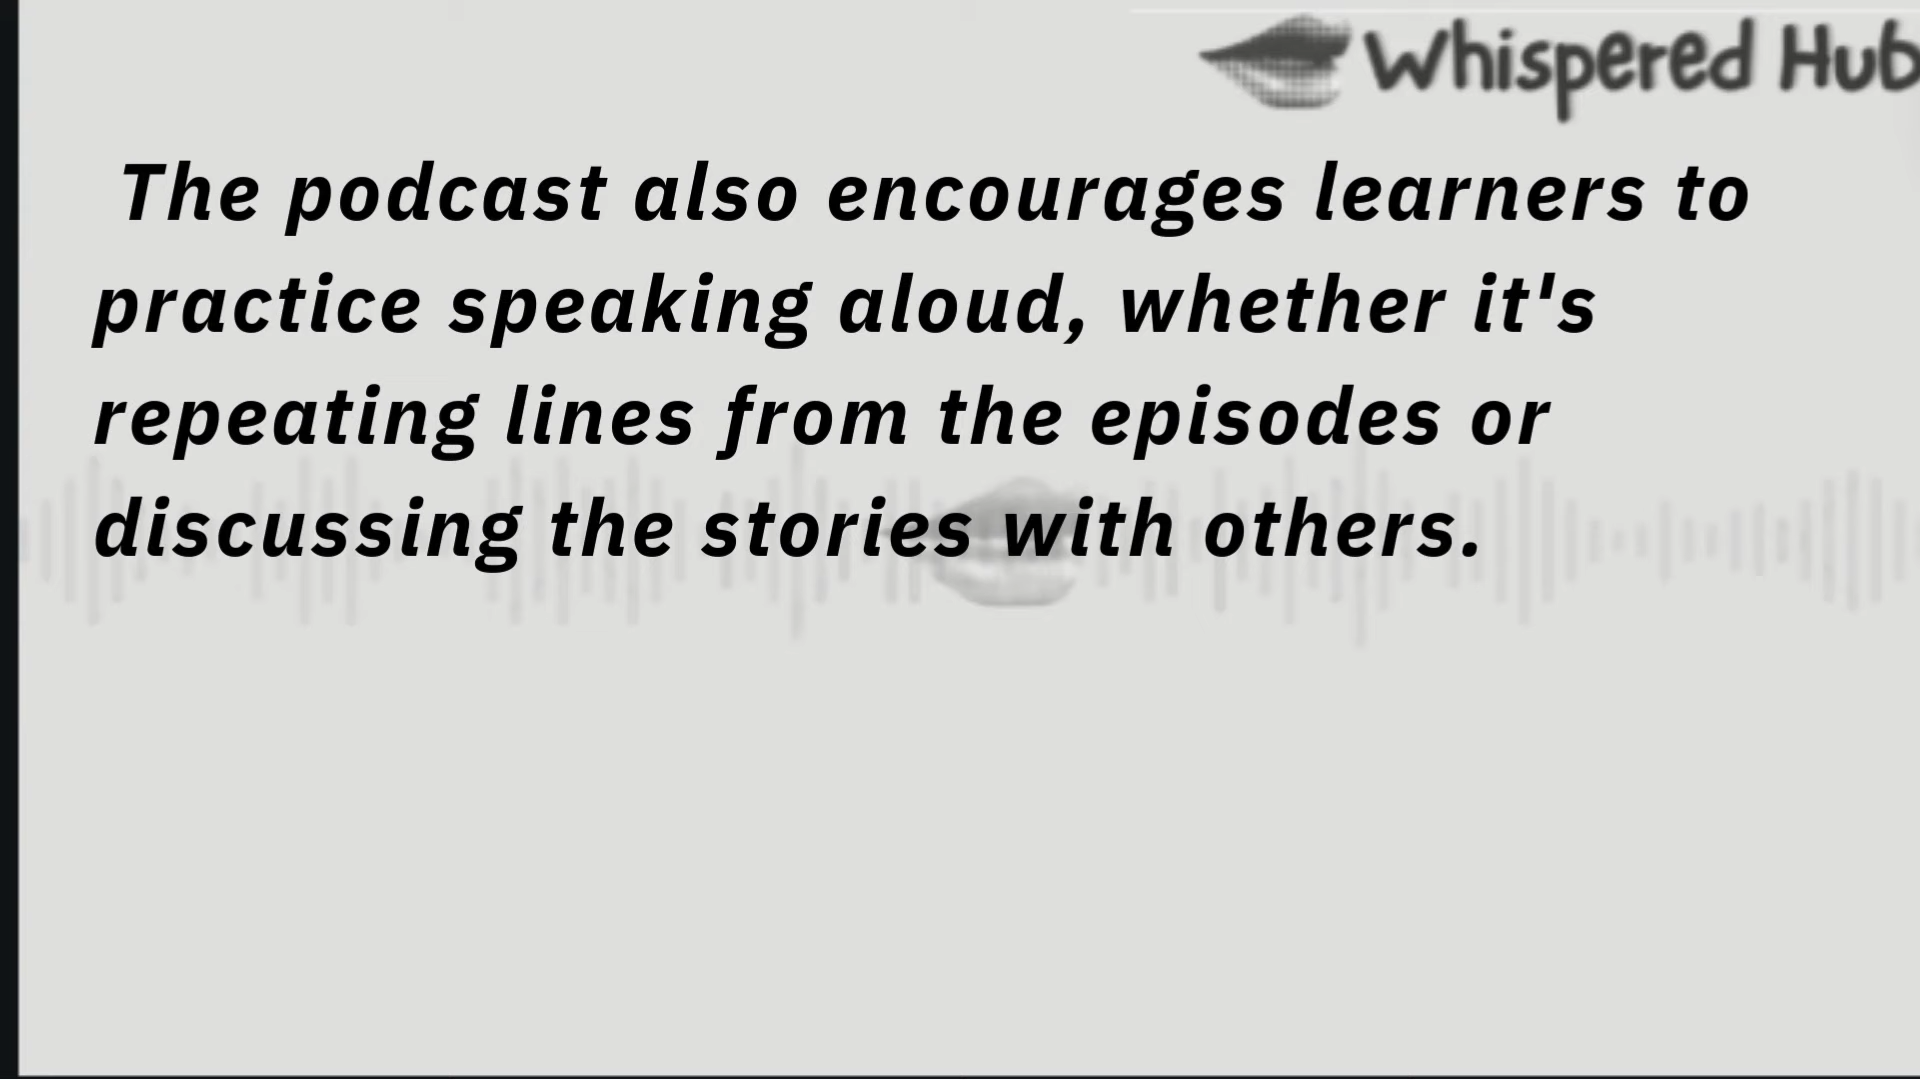 Whispered Hub
The podcast also encourages learners to
practice speaking aloud, whether it's
repeating lines from the episodes or
discussing the stories with others.